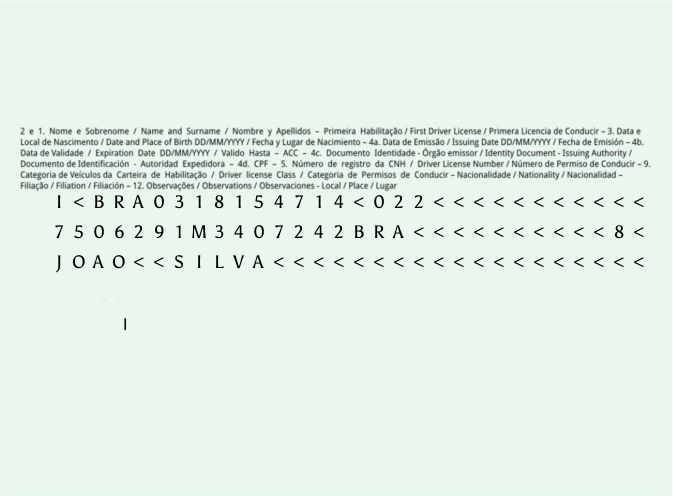 2 e 1. Nome e Sobrenome / Name and Surname / Nombre y Apellidos – Primeira Habilitação / First Driver License / Primera Licencia de Conducir – 3. Data e
Local de Nascimento / Date and Place of Birth DD/MM/YYYY / Fecha y Lugar de Nacimiento – 4a. Data de Emissão / Issuing Date DD/MM/YYYY / Fecha de Emisión – 4b.
Data de Validade / Expiration Date DD/MM/YYYY / Valido Hasta – ACC – 4c. Documento Identidade - Órgão emissor / Identity Document - Issuing Authority /
Documento de Identificación - Autoridad Expedidora – 4d. CPF – 5. Número de registro da CNH / Driver License Number / Número de Permiso de Conducir – 9.
Categoria de Veículos da Carteira de Habilitação / Driver license Class / Categoria de Permisos de Conducir – Nacionalidade / Nationality / Nacionalidad –
Filiação / Filiation / Filiación – 12. Observações / Observations / Observaciones - Local / Place / Lugar
I<BRA0318154714<022<<<<<<<<<<<
7506291M3407242BRA<<<<<<<<<<8<
JOAO<<SILVA<<<<<<<<<<<<<<<<<<<
I